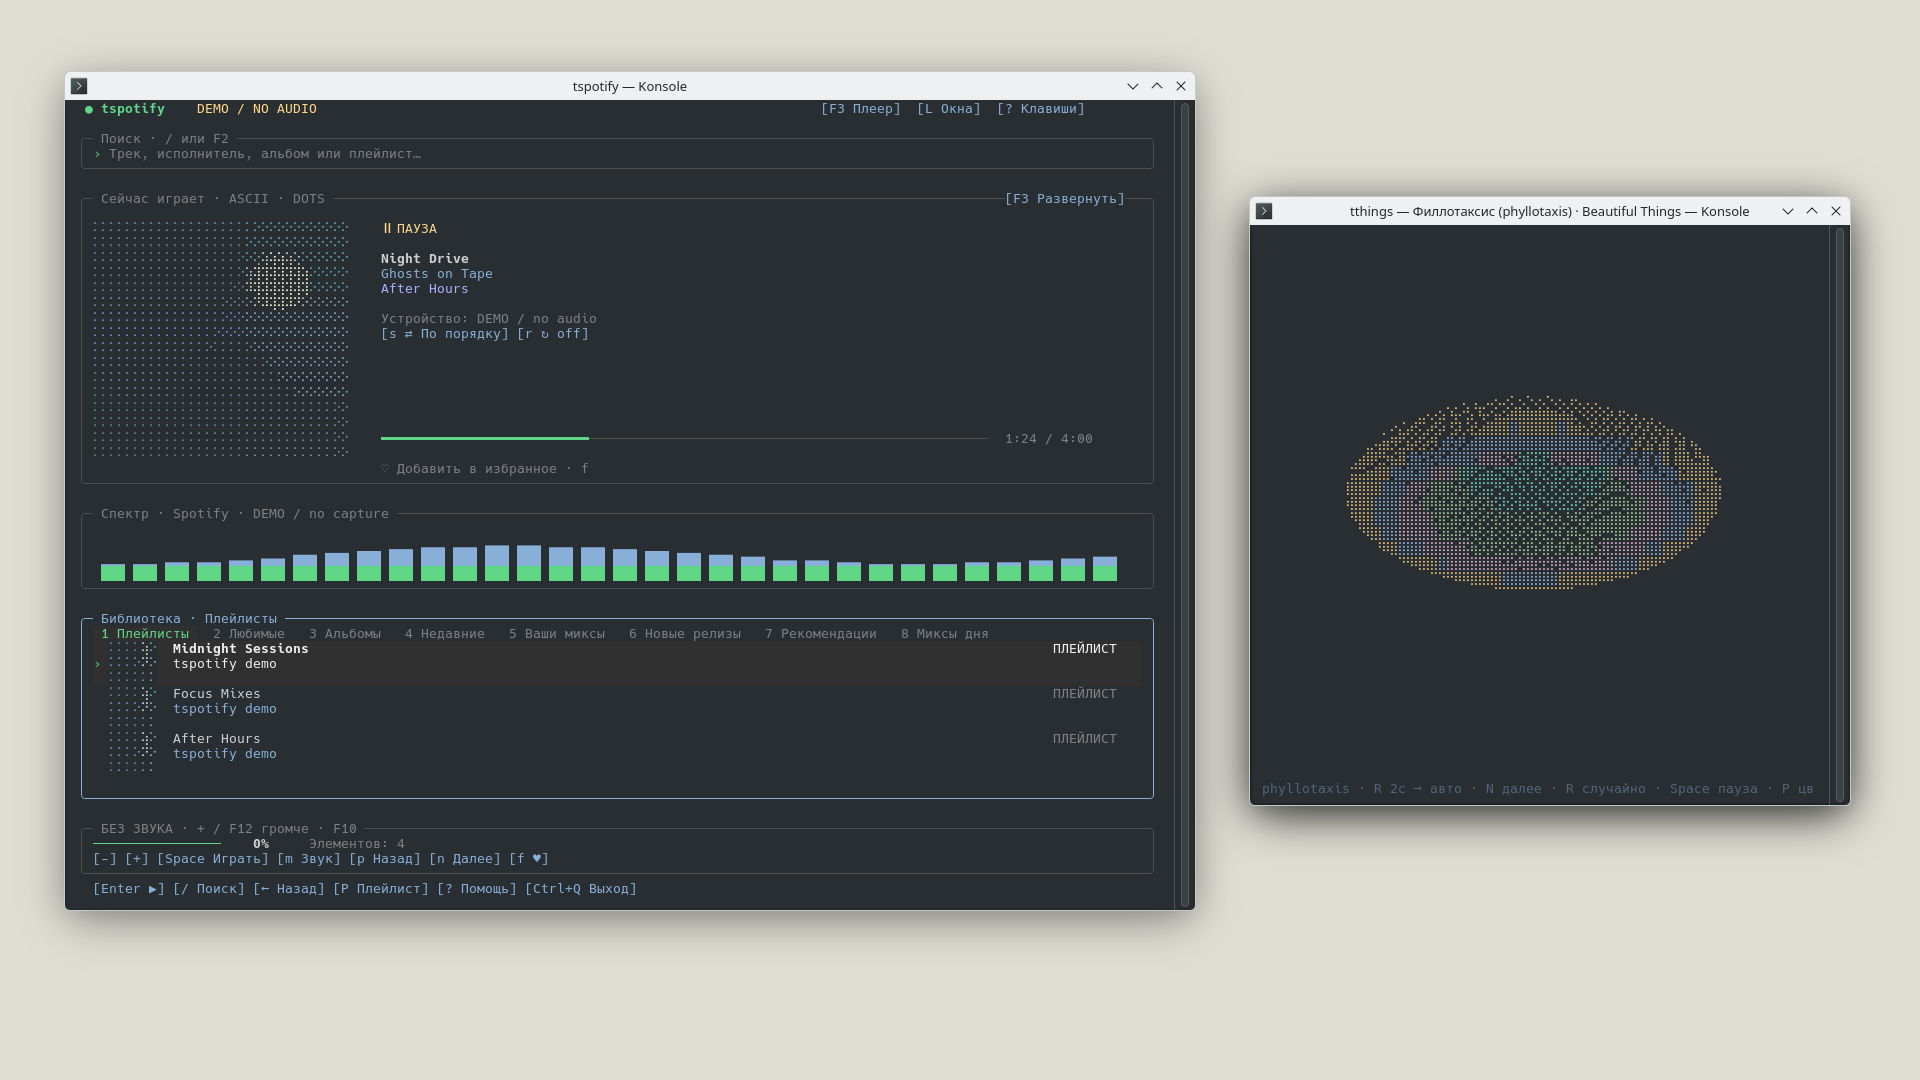 tspotify — Konsole
● tspotify DEMO / NO AUDIO [F3 Плеер] [L Окна] [? Клавиши]
Поиск · / или F2
› Трек, исполнитель, альбом или плейлист…
Сейчас играет · ASCII · DOTS [F3 Развернуть]
⏸ ПАУЗА
Night Drive
Ghosts on Tape
After Hours
Устройство: DEMO / no audio
[s ⇄ По порядку] [r ↻ off]
1:24 / 4:00
♡ Добавить в избранное · f
Спектр · Spotify · DEMO / no capture
Библиотека · Плейлисты
1 Плейлисты 2 Любимые 3 Альбомы 4 Недавние 5 Ваши миксы 6 Новые релизы 7 Рекомендации 8 Миксы дня
Midnight Sessions ПЛЕЙЛИСТ
› tspotify demo
Focus Mixes ПЛЕЙЛИСТ
tspotify demo
After Hours ПЛЕЙЛИСТ
tspotify demo
БЕЗ ЗВУКА · + / F12 громче · F10
0% Элементов: 4
[−] [+] [Space Играть] [m Звук] [p Назад] [n Далее] [f ♥]
[Enter ▶] [/ Поиск] [← Назад] [P Плейлист] [? Помощь] [Ctrl+Q Выход]
tthings — Филлотаксис (phyllotaxis) · Beautiful Things — Konsole
phyllotaxis · R 2с → авто · N далее · R случайно · Space пауза · P цв